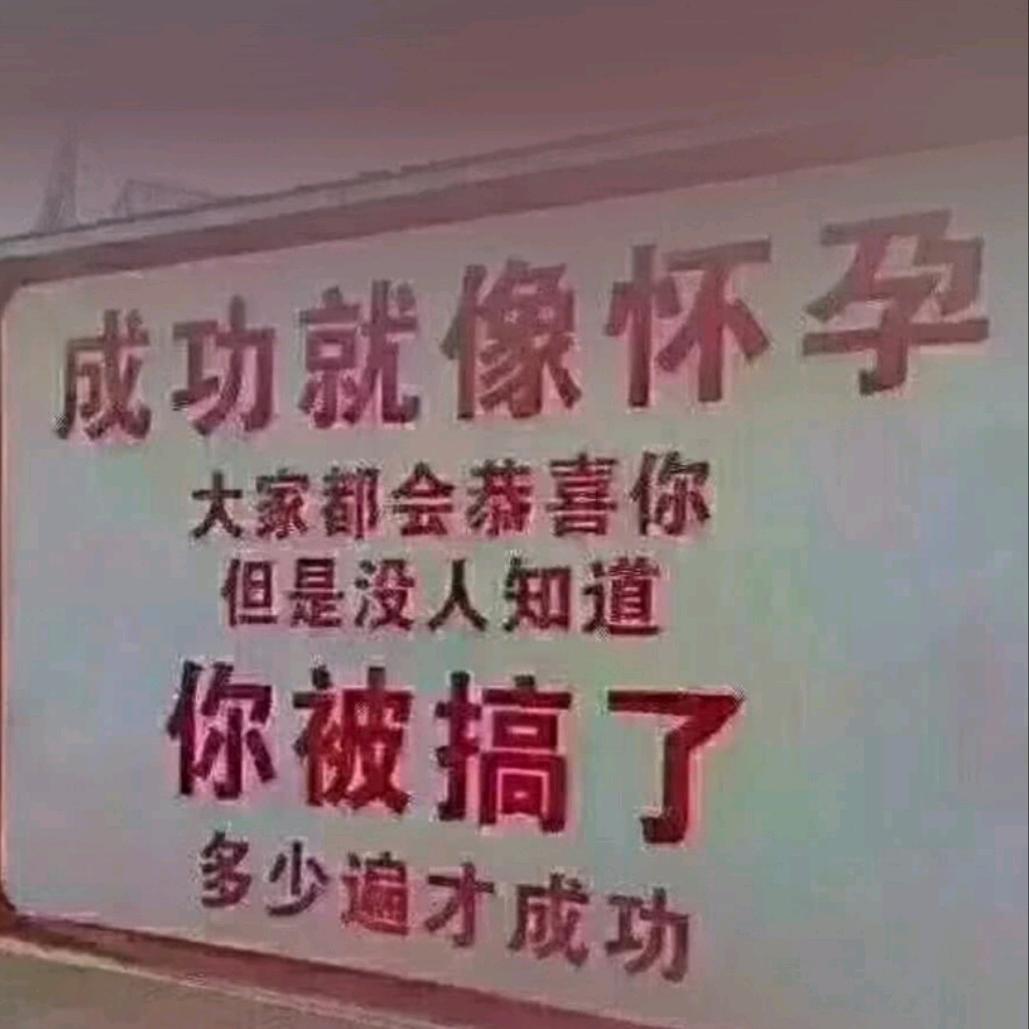 成功就像怀孕
大家都会恭喜你
但是没人知道
你被搞了
多少遍才成功